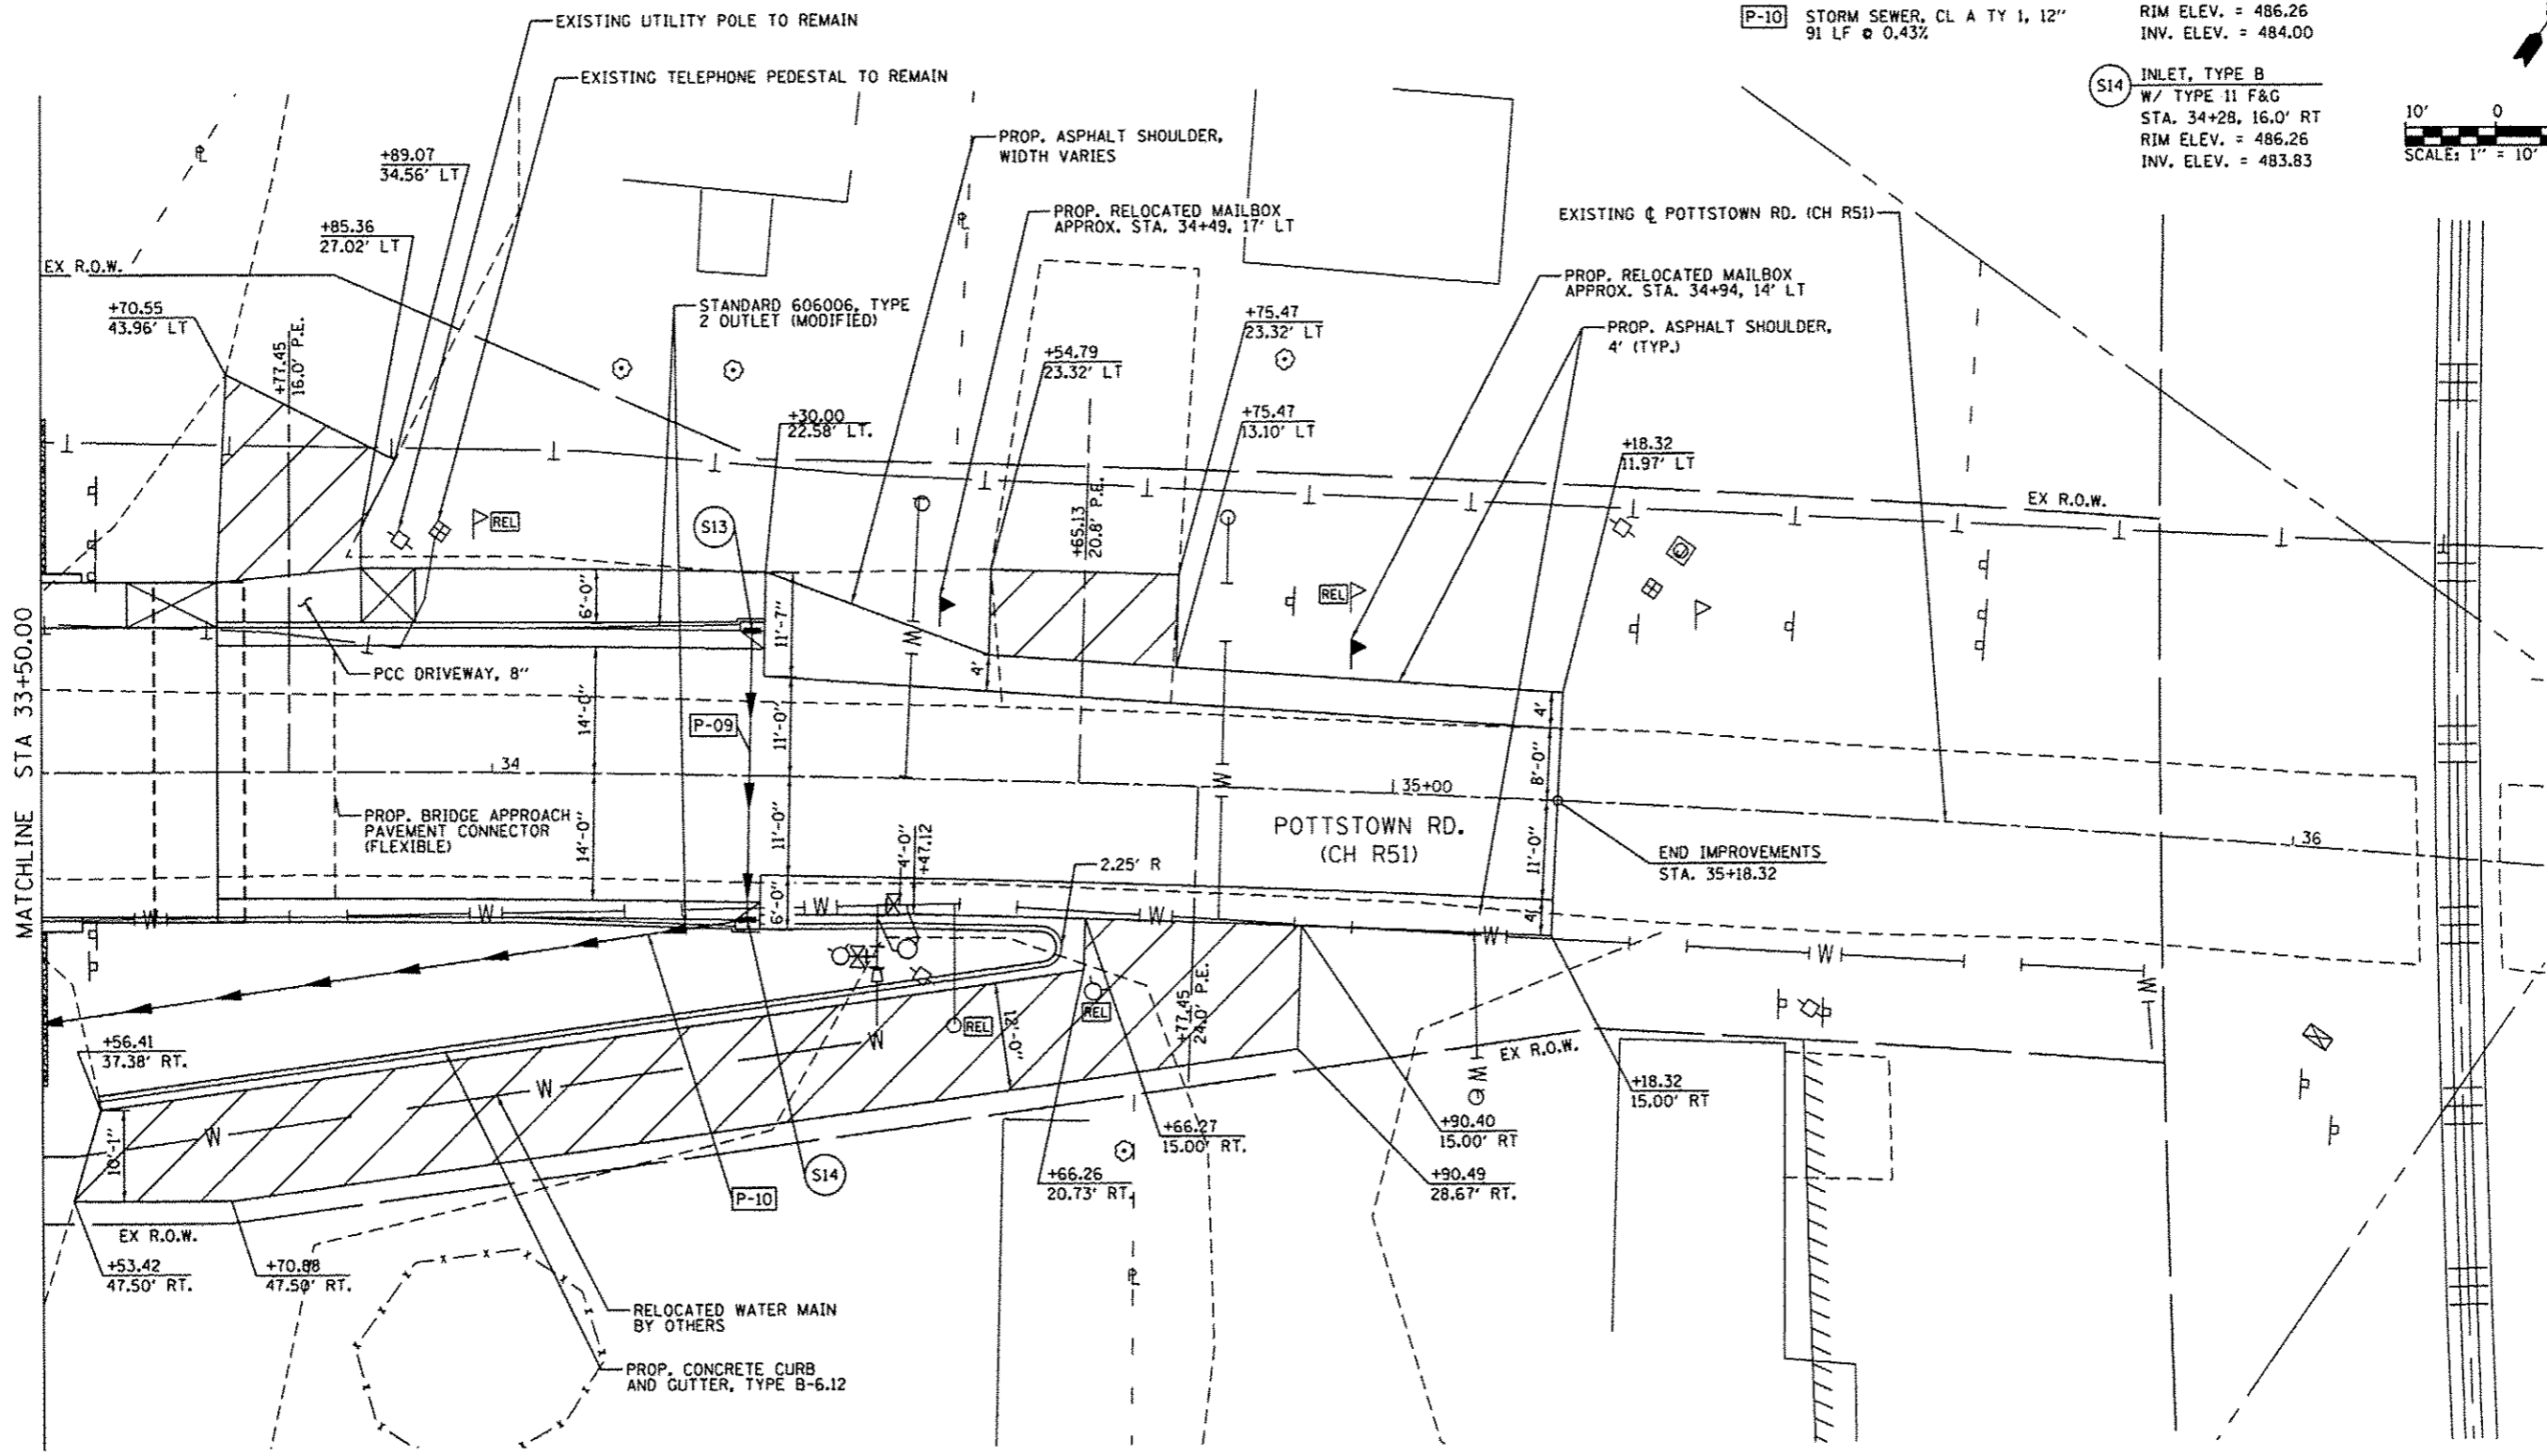 EXISTING UTILITY POLE TO REMAIN
EXISTING TELEPHONE PEDESTAL TO REMAIN
P-10 STORM SEWER, CL A TY 1, 12"
91 LF @ 0.43%
RIM ELEV. = 486.26
INV. ELEV. = 484.00
S14 INLET, TYPE B
W/ TYPE 11 F&G
STA. 34+28, 16.0' RT
RIM ELEV. = 486.26
INV. ELEV. = 483.83
10' 0
SCALE: 1" = 10'
PROP. ASPHALT SHOULDER,
WIDTH VARIES
+89.07
34.56' LT
+85.36
27.02' LT
PROP. RELOCATED MAILBOX
APPROX. STA. 34+49, 17' LT
EXISTING ℄ POTTSTOWN RD. (CH R51)
EX R.O.W.
PROP. RELOCATED MAILBOX
APPROX. STA. 34+94, 14' LT
+70.55
43.96' LT
STANDARD 606006, TYPE
2 OUTLET (MODIFIED)
+77.45
16.0' P.E.
+75.47
23.32' LT
PROP. ASPHALT SHOULDER,
4' (TYP.)
+54.79
23.32' LT
+30.00
22.58' LT.
+75.47
13.10' LT
+18.32
11.97' LT
EX R.O.W.
REL
S13
+65.13
20.8' P.E.
REL
6'-0"
11'-7"
W
4'
PCC DRIVEWAY, 8"
14'-0"
P-09
11'-0"
4'
8'-0"
MATCHLINE STA 33+50.00
34
W
35+00
PROP. BRIDGE APPROACH
PAVEMENT CONNECTOR
(FLEXIBLE)
14'-0"
11'-0"
4'-0"
+47.12
POTTSTOWN RD.
(CH R51)
11'-0"
36
END IMPROVEMENTS
STA. 35+18.32
2.25' R
6'-0"
4'
W
W
W
W
W
W
W
REL
REL
12'-0"
+77.45
24.0' P.E.
W
W
EX R.O.W.
+56.41
37.38' RT.
W
W
10'-1"
+18.32
15.00' RT
+66.27
15.00' RT.
+90.40
15.00' RT
+66.26
20.73' RT.
+90.49
28.67' RT.
S14
P-10
EX R.O.W.
+53.42
47.50' RT.
+70.88
47.50' RT.
RELOCATED WATER MAIN
BY OTHERS
PROP. CONCRETE CURB
AND GUTTER, TYPE B-6.12